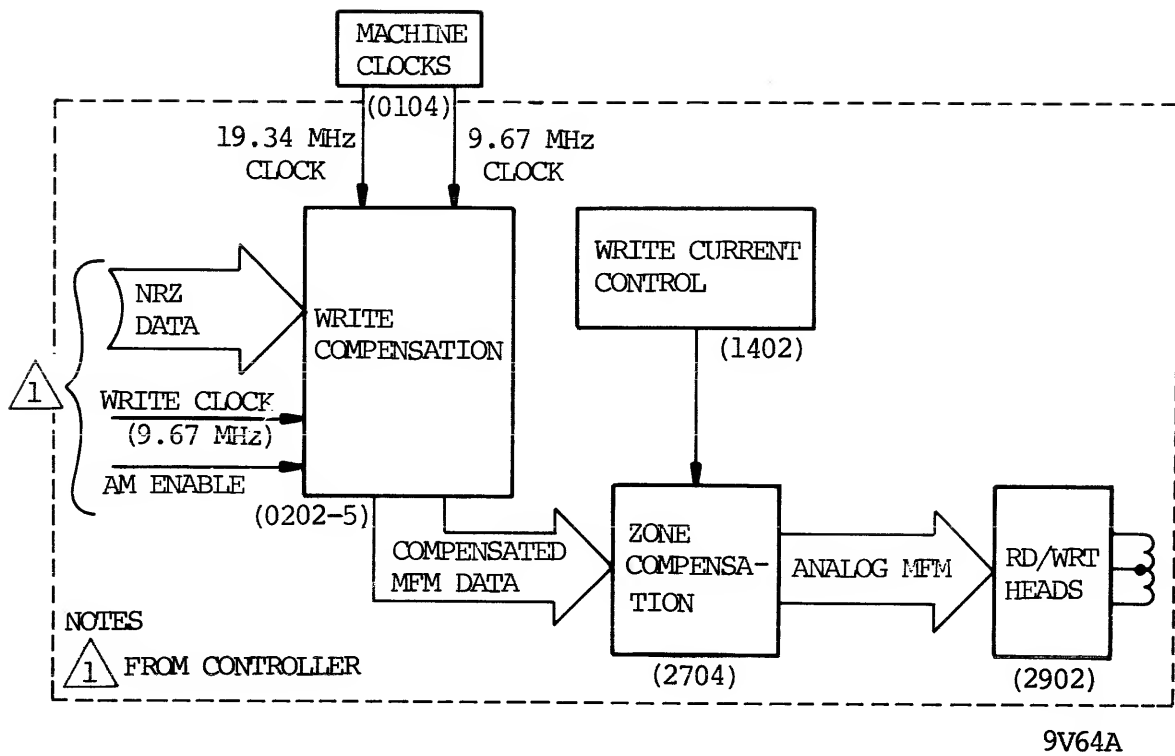 MACHINE
CLOCKS
(0104)
19.34 MHz
CLOCK
9.67 MHz
CLOCK
NRZ
DATA
WRITE
COMPENSATION
WRITE CURRENT
CONTROL
(1402)
1
WRITE CLOCK
(9.67 MHz)
AM ENABLE
(0202-5)
COMPENSATED
MFM DATA
ZONE
COMPENSA-
TION
(2704)
ANALOG MFM
RD/WRT
HEADS
(2902)
NOTES
1 FROM CONTROLLER
9V64A